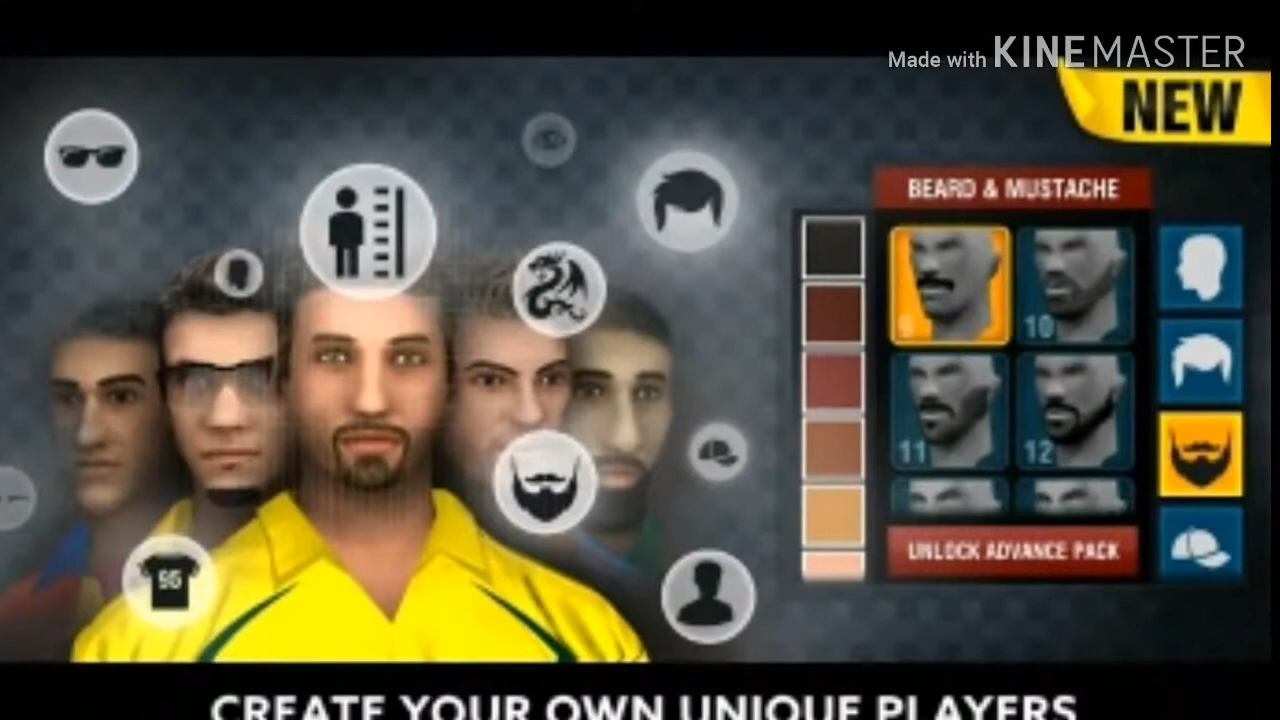 Made with KINEMASTER
NEW
BEARD & MUSTACHE
9
10
11
12
95
UNLOCK ADVANCE PACK
CREATE YOUR OWN UNIQUE PLAYERS